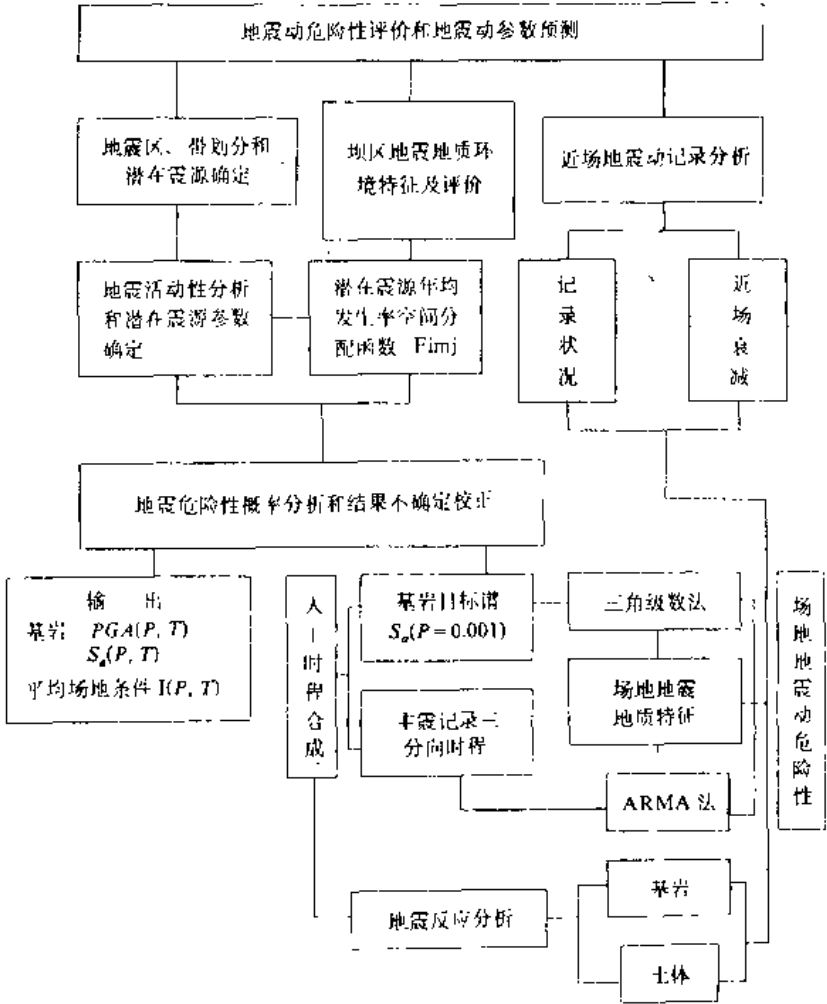 地震动危险性评价和地震动参数预测
地震区、带划分和
潜在震源确定
坝区地震地质环
境特征及评价
近场地震动记录分析
地震活动性分析
和潜在震源参数
确定
潜在震源年均
发生率空间分
配函数 Fimj
记录状况
近场衰减
地震危险性概率分析和结果不确定校正
输 出
基岩 PGA(P, T)
Sa(P, T)
平均场地条件 I(P, T)
人工时程合成
基岩目标谱
Sa(P=0.001)
三角级数法
场地地震
地质特征
主震记录三
分向时程
ARMA 法
场地地震动危险性
地震反应分析
基岩
土体